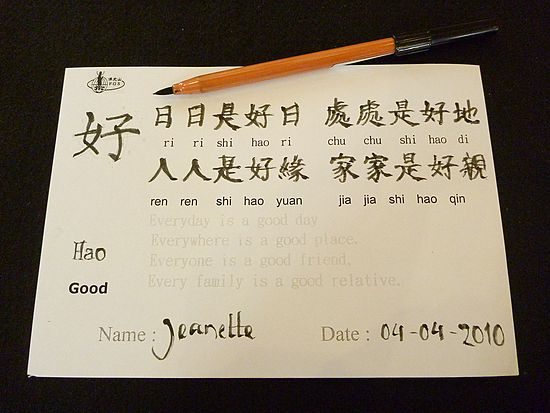 好
日日是好日 處處是好地
ri ri shi hao ri chu chu shi hao di
人人是好緣 家家是好親
ren ren shi hao yuan jia jia shi hao qin
Everyday is a good day
Everywhere is a good place.
Everyone is a good friend,
Every family is a good relative.
Hao
Good
Name : Jeanette Date : 04-04-2010